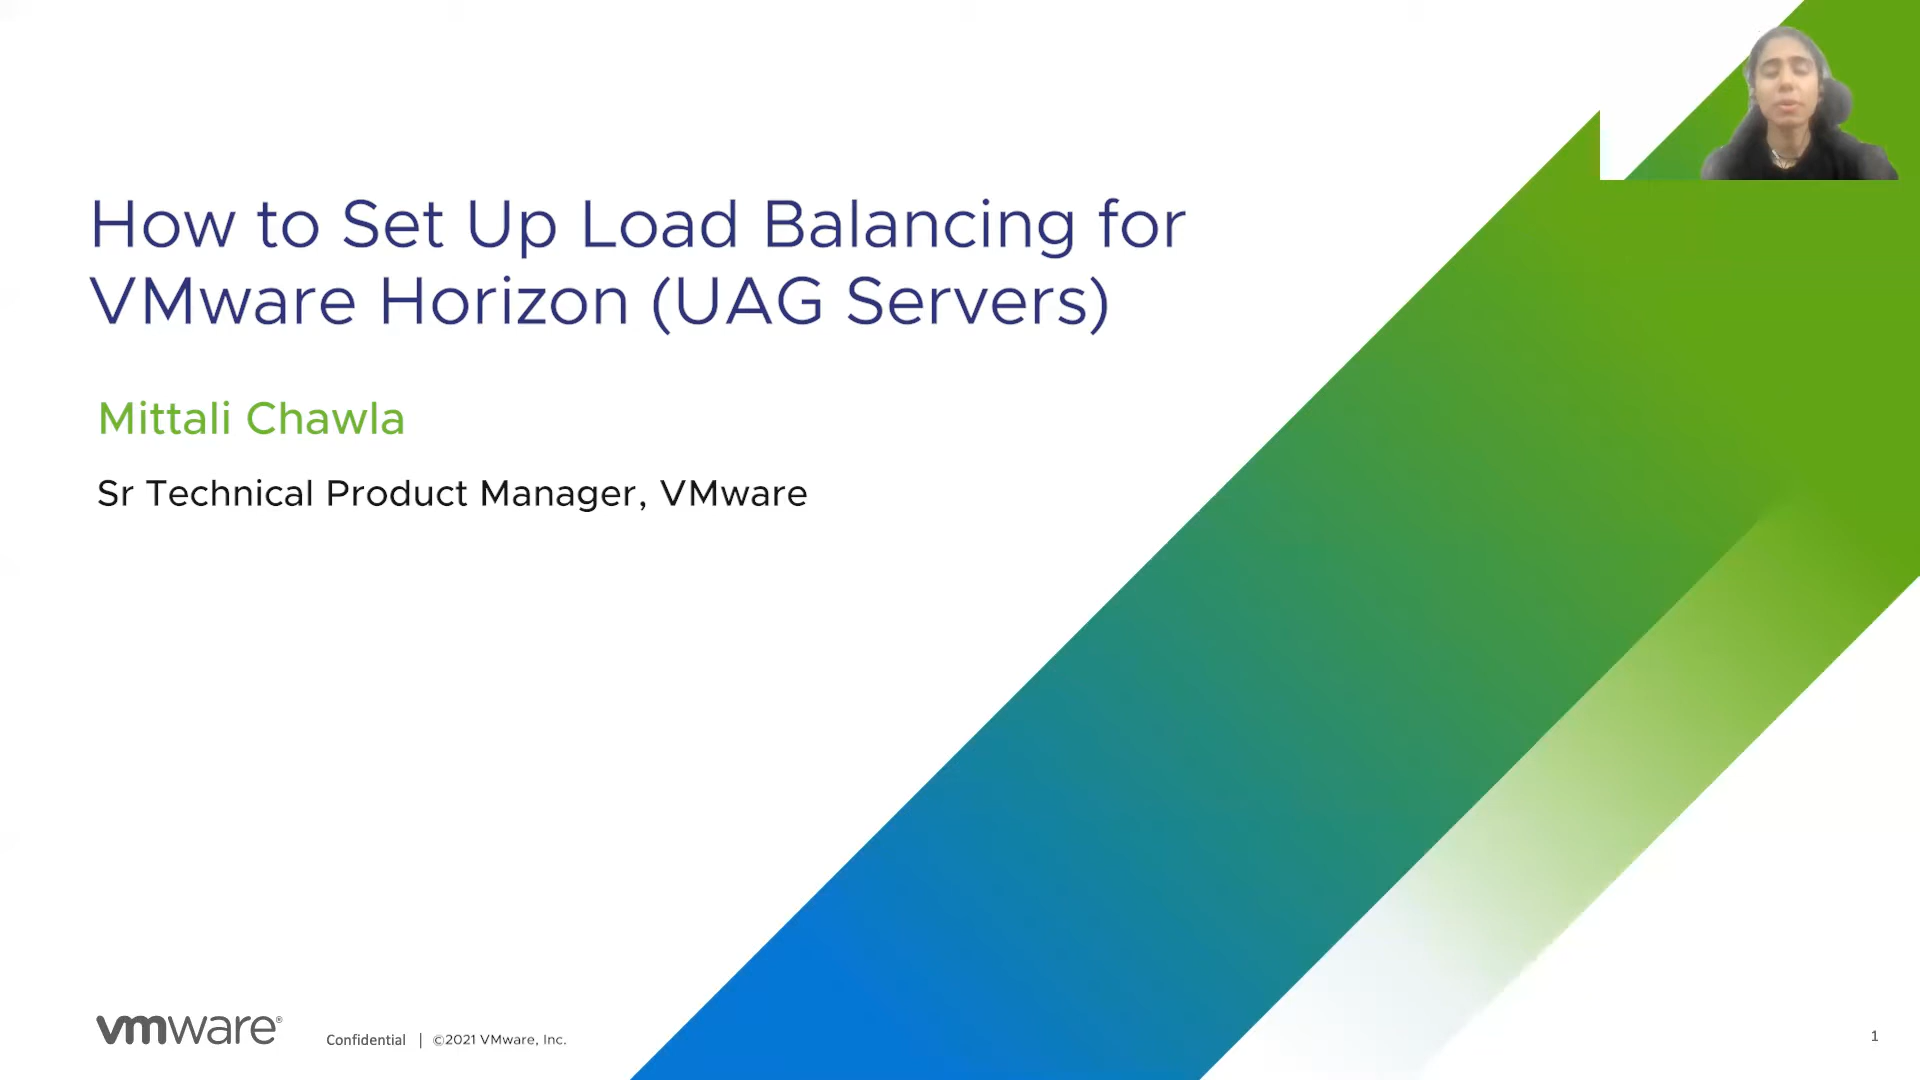 How to Set Up Load Balancing for
VMware Horizon (UAG Servers)
Mittali Chawla
Sr Technical Product Manager, VMware
vmware®
Confidential | ©2021 VMware, Inc.
1